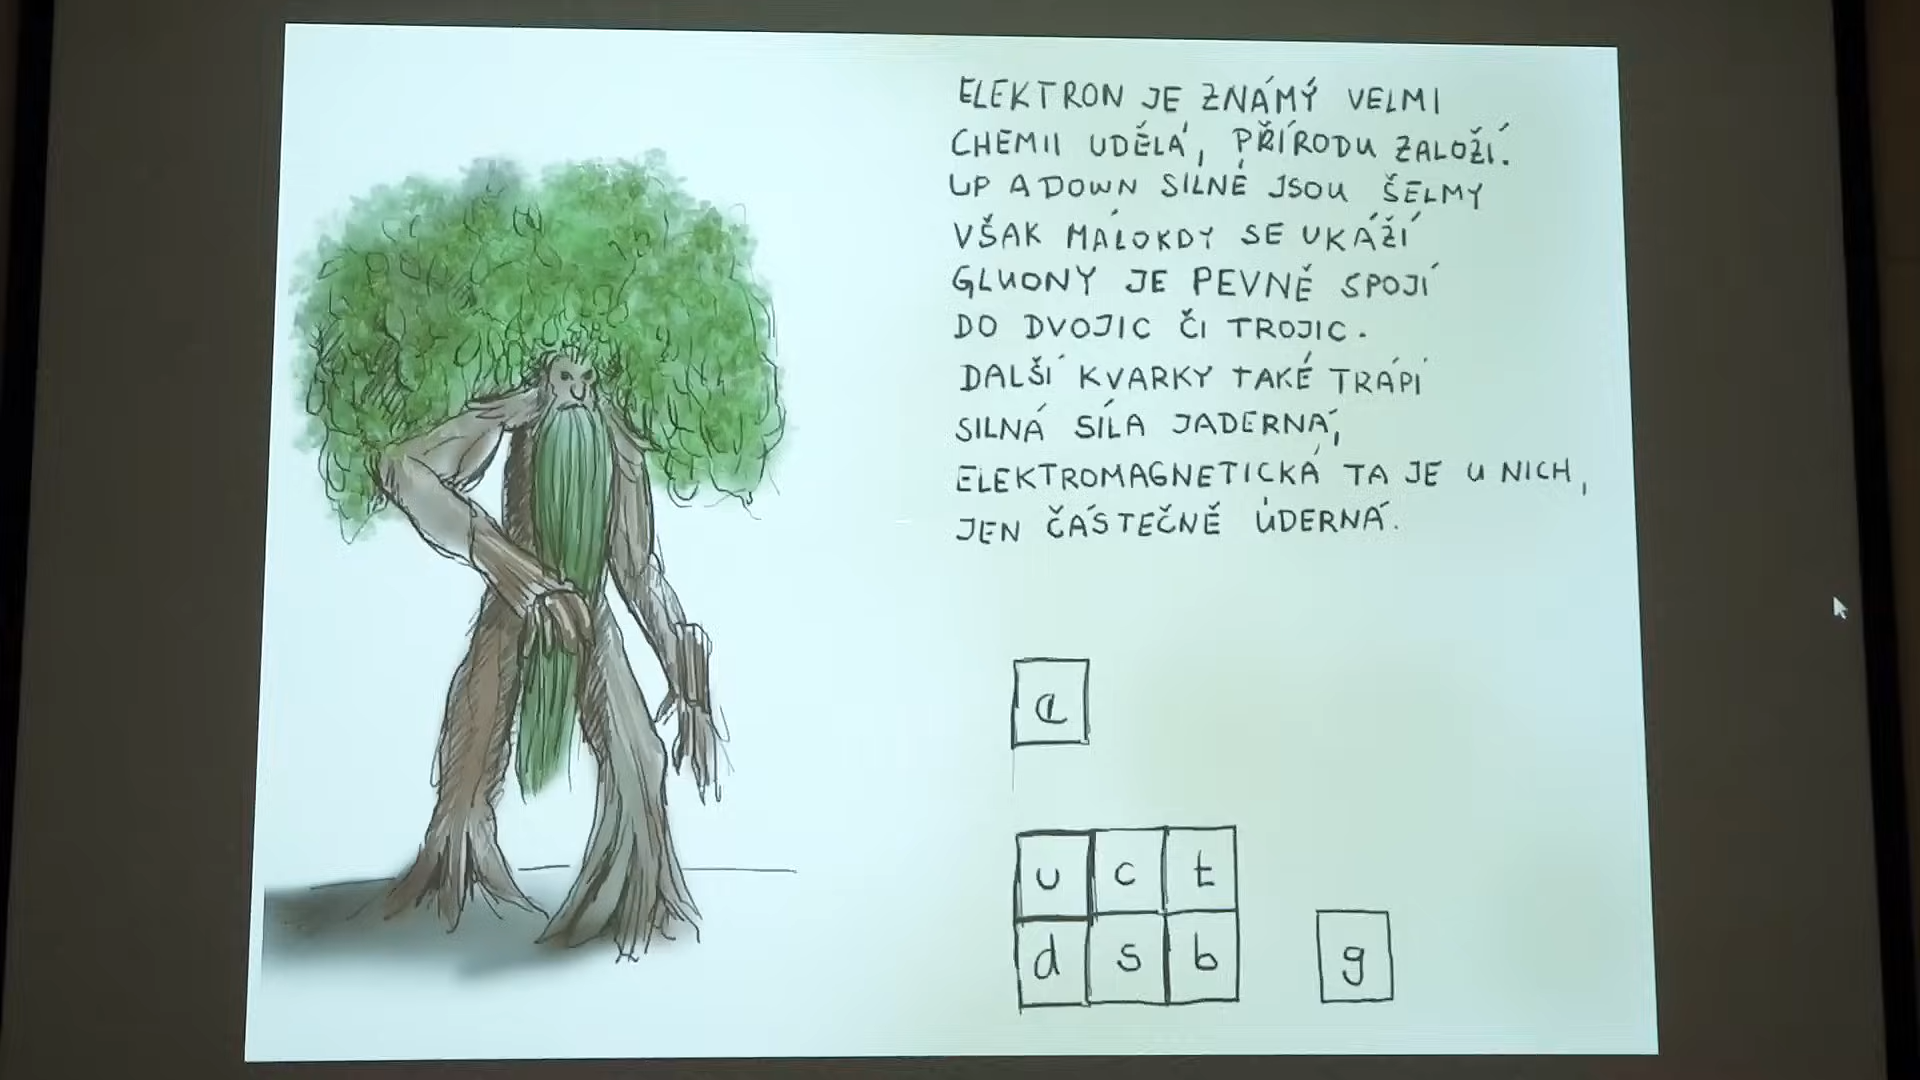 ELEKTRON JE ZNÁMÝ VELMI
CHEMII UDĚLÁ, PŘÍRODU ZALOŽÍ.
UP A DOWN SILNÉ JSOU ŠELMY
VŠAK MÁLOKDY SE UKÁŽÍ
GLUONY JE PEVNĚ SPOJÍ
DO DVOJIC ČI TROJIC.
DALŠÍ KVARKY TAKÉ TRÁPÍ
SILNÁ SÍLA JADERNÁ,
ELEKTROMAGNETICKÁ TA JE U NICH,
JEN ČÁSTEČNĚ ÚDERNÁ.
e
u c t
d s b
g